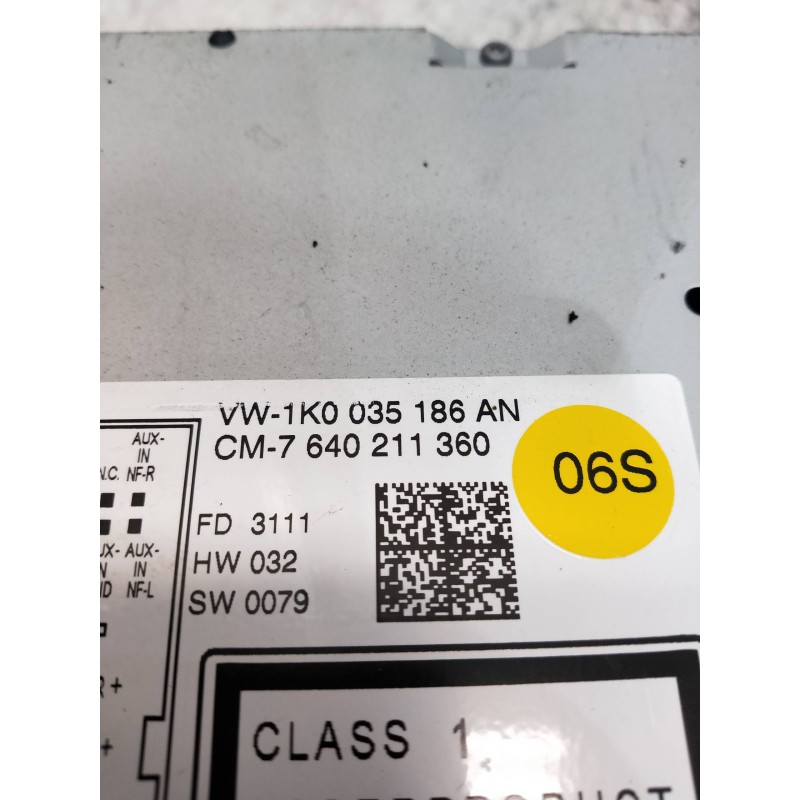 VW-1K0 035 186 AN
CM-7 640 211 360
06S
AUX-
IN
N.C. NF-R
FD 3111
HW 032
SW 0079
AUX-
IN
NF-L
CLASS 1